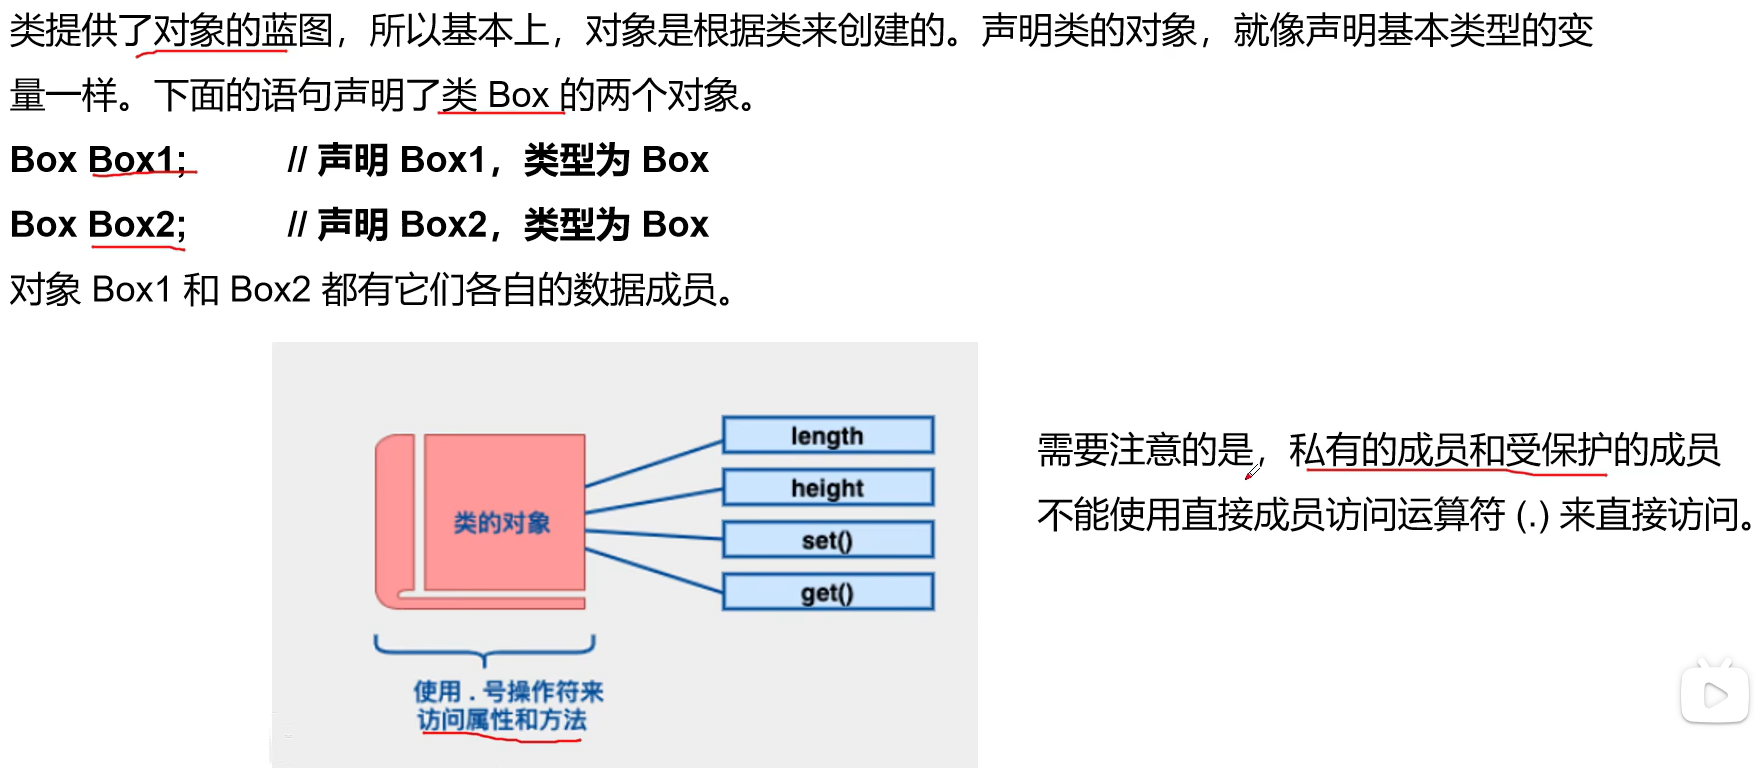 类提供了对象的蓝图，所以基本上，对象是根据类来创建的。声明类的对象，就像声明基本类型的变
量一样。下面的语句声明了类 Box 的两个对象。
Box Box1; // 声明 Box1，类型为 Box
Box Box2; // 声明 Box2，类型为 Box
对象 Box1 和 Box2 都有它们各自的数据成员。
类的对象
length
height
set()
get()
使用 . 号操作符来
访问属性和方法
需要注意的是，私有的成员和受保护的成员
不能使用直接成员访问运算符 (.) 来直接访问。